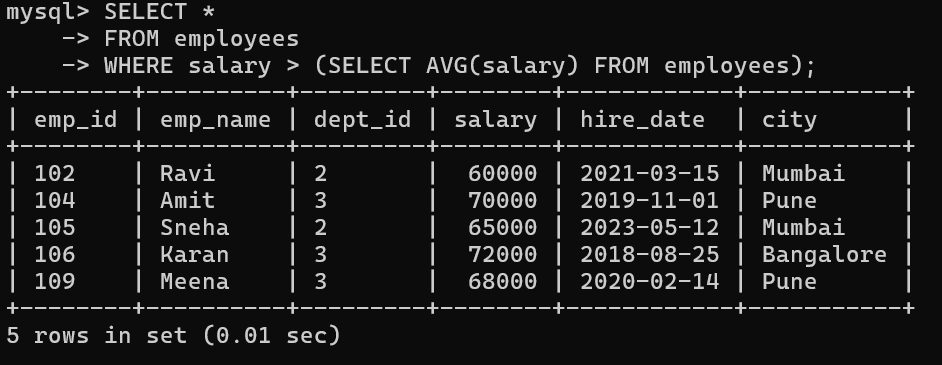 mysql> SELECT *
    -> FROM employees
    -> WHERE salary > (SELECT AVG(salary) FROM employees);
+--------+----------+---------+--------+------------+-----------+
| emp_id | emp_name | dept_id | salary | hire_date  | city      |
+--------+----------+---------+--------+------------+-----------+
| 102    | Ravi     | 2       |  60000 | 2021-03-15 | Mumbai    |
| 104    | Amit     | 3       |  70000 | 2019-11-01 | Pune      |
| 105    | Sneha    | 2       |  65000 | 2023-05-12 | Mumbai    |
| 106    | Karan    | 3       |  72000 | 2018-08-25 | Bangalore |
| 109    | Meena    | 3       |  68000 | 2020-02-14 | Pune      |
+--------+----------+---------+--------+------------+-----------+
5 rows in set (0.01 sec)